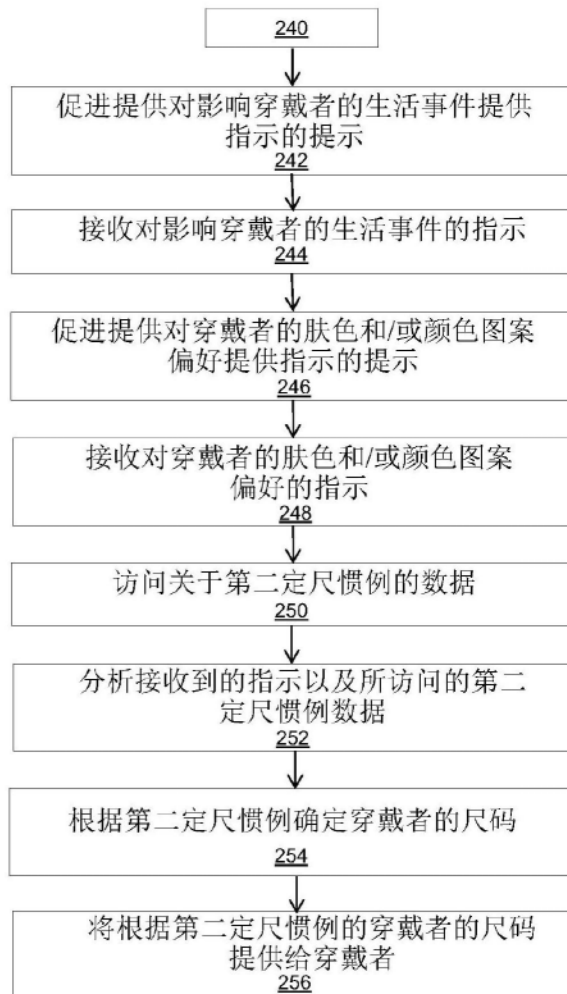 240
促进提供对影响穿戴者的生活事件提供
指示的提示
242
接收对影响穿戴者的生活事件的指示
244
促进提供对穿戴者的肤色和/或颜色图案
偏好提供指示的提示
246
接收对穿戴者的肤色和/或颜色图案
偏好的指示
248
访问关于第二定尺惯例的数据
250
分析接收到的指示以及所访问的第二
定尺惯例数据
252
根据第二定尺惯例确定穿戴者的尺码
254
将根据第二定尺惯例的穿戴者的尺码
提供给穿戴者
256